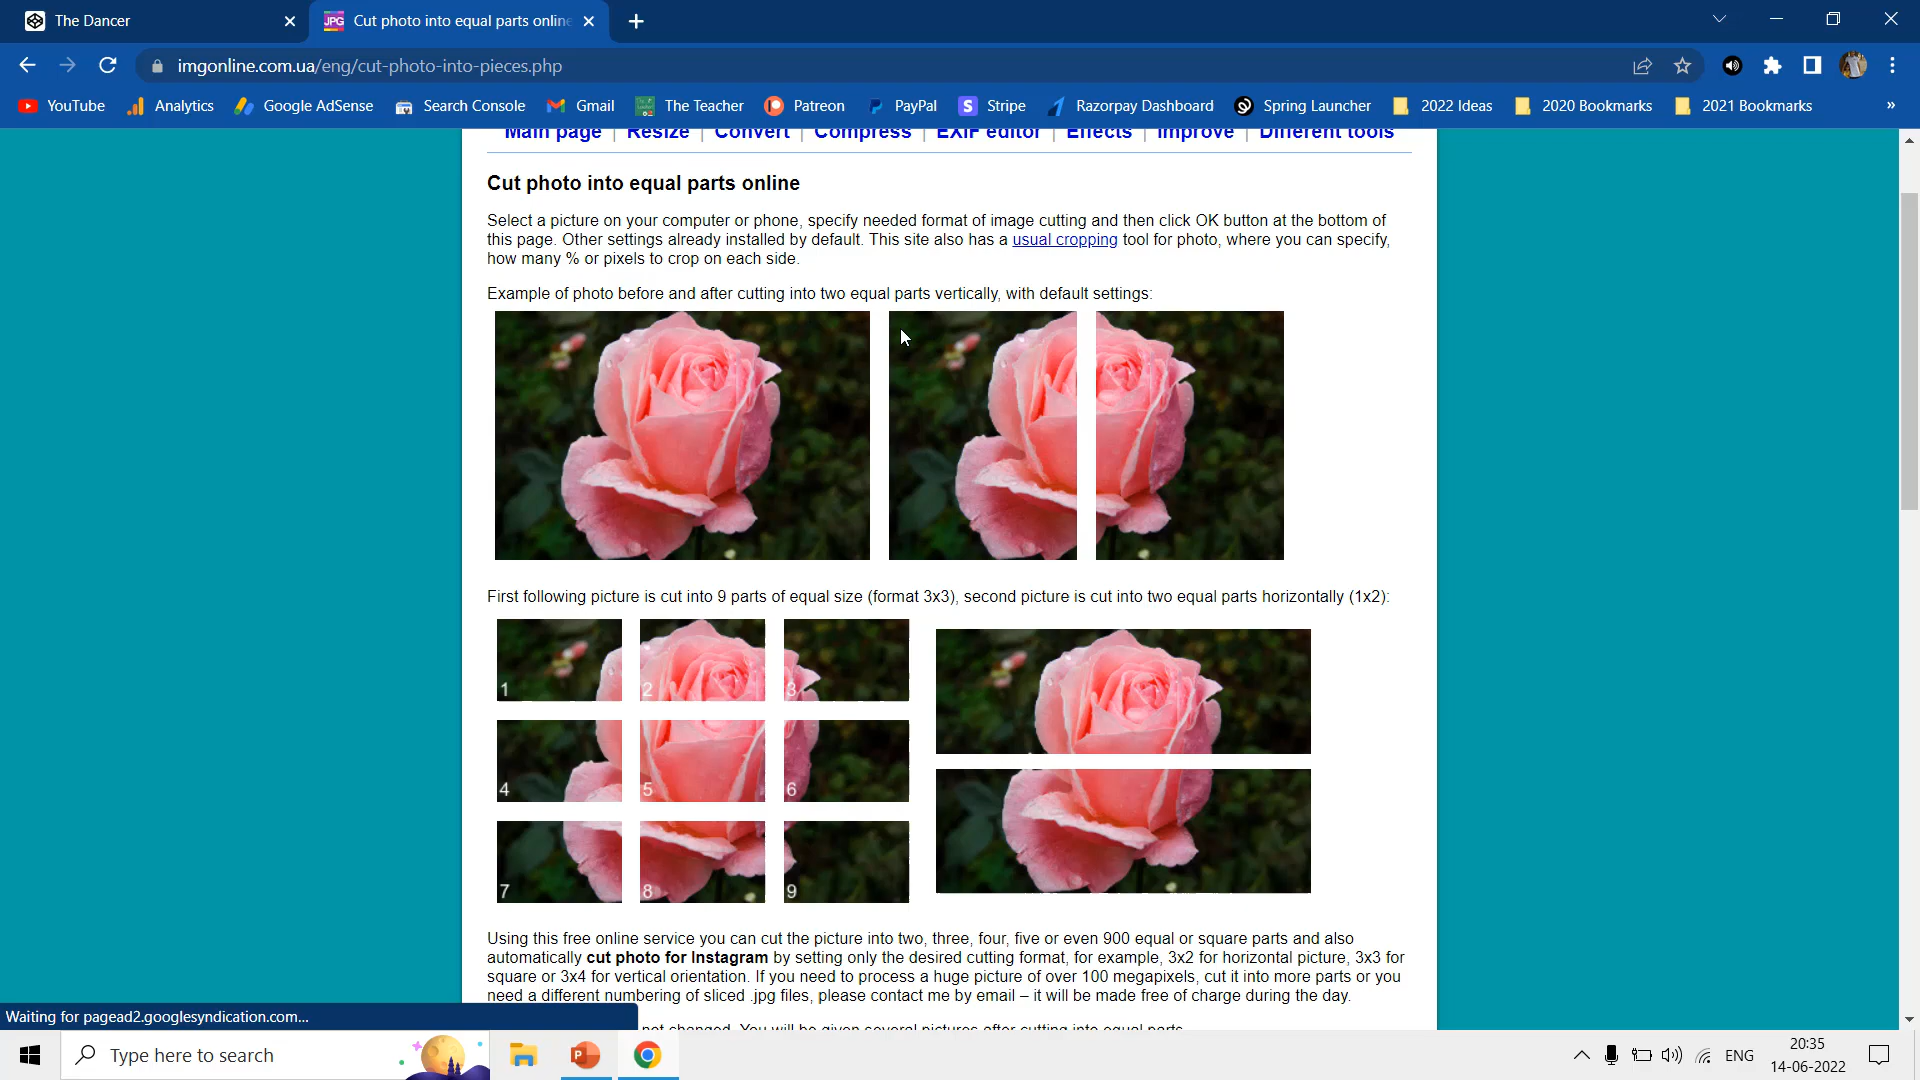 The Dancer
Cut photo into equal parts online
imgonline.com.ua/eng/cut-photo-into-pieces.php
YouTube Analytics Google AdSense Search Console Gmail The Teacher Patreon PayPal Stripe Razorpay Dashboard Spring Launcher 2022 Ideas 2020 Bookmarks 2021 Bookmarks »
Main page | Resize | Convert | Compress | EXIF editor | Effects | Improve | Different tools
Cut photo into equal parts online
Select a picture on your computer or phone, specify needed format of image cutting and then click OK button at the bottom of
this page. Other settings already installed by default. This site also has a usual cropping tool for photo, where you can specify,
how many % or pixels to crop on each side.
Example of photo before and after cutting into two equal parts vertically, with default settings:
First following picture is cut into 9 parts of equal size (format 3x3), second picture is cut into two equal parts horizontally (1x2):
1 2 3
4 5 6
7 8 9
Using this free online service you can cut the picture into two, three, four, five or even 900 equal or square parts and also
automatically cut photo for Instagram by setting only the desired cutting format, for example, 3x2 for horizontal picture, 3x3 for
square or 3x4 for vertical orientation. If you need to process a huge picture of over 100 megapixels, cut it into more parts or you
need a different numbering of sliced .jpg files, please contact me by email – it will be made free of charge during the day.
not changed. You will be given several pictures after cutting into equal parts.
Waiting for pagead2.googlesyndication.com...
Type here to search
ENG
20:35
14-06-2022